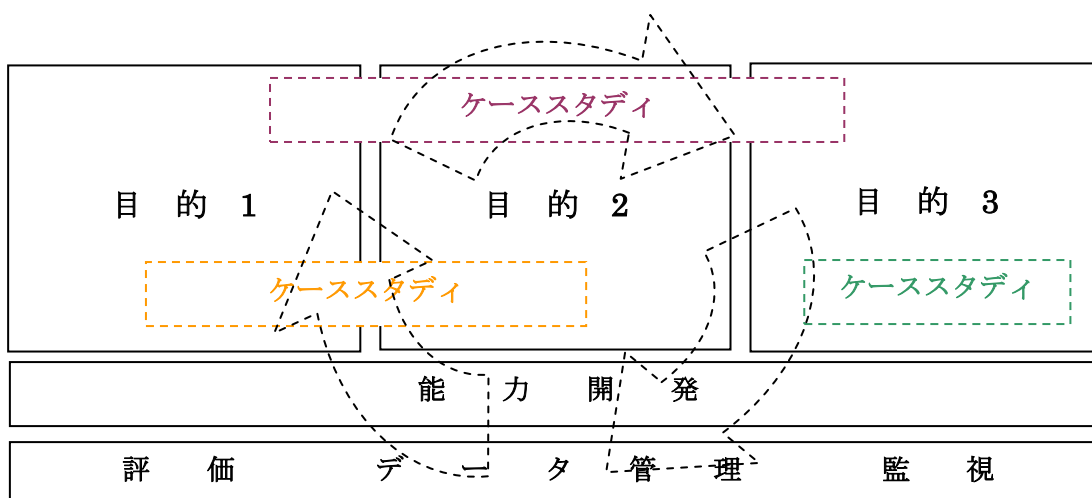 ケーススタディ
目 的 1
目 的 2
目 的 3
ケーススタディ
ケーススタディ
能 力 開 発
評 価 デ ー タ 管 理 監 視